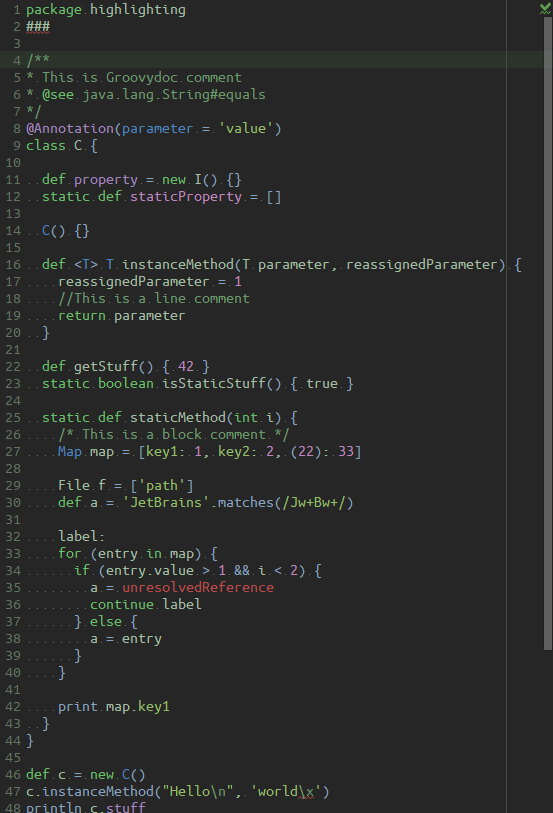 1 package highlighting
2 ###
3
4 /**
5 * This is Groovydoc comment
6 * @see java.lang.String#equals
7 */
8 @Annotation(parameter = 'value')
9 class C {
10
11   def property = new I() {}
12   static def staticProperty = []
13
14   C() {}
15
16   def <T> T instanceMethod(T parameter, reassignedParameter) {
17     reassignedParameter = 1
18     //This is a line comment
19     return parameter
20   }
21
22   def getStuff() { 42 }
23   static boolean isStaticStuff() { true }
24
25   static def staticMethod(int i) {
26     /* This is a block comment */
27     Map map = [key1: 1, key2: 2, (22): 33]
28
29     File f = ['path']
30     def a = 'JetBrains'.matches(/Jw+Bw+/)
31
32     label:
33     for (entry in map) {
34       if (entry.value > 1 && i < 2) {
35         a = unresolvedReference
36         continue label
37       } else {
38         a = entry
39       }
40     }
41
42     print map.key1
43   }
44 }
45
46 def c = new C()
47 c.instanceMethod("Hello\n", 'world\x')
48 println c.stuff